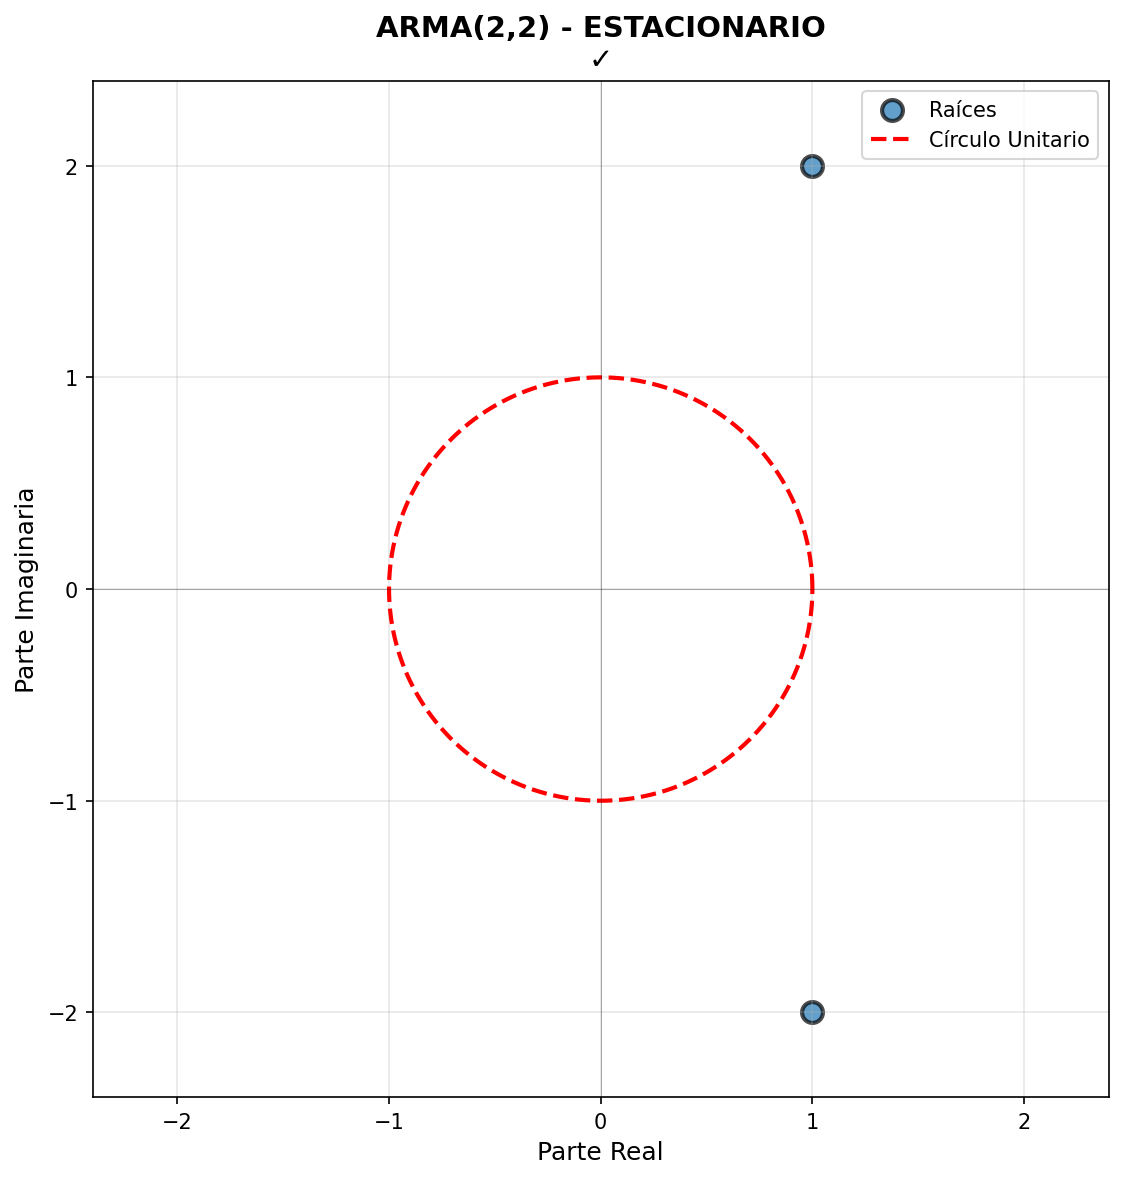 ARMA(2,2) - ESTACIONARIO
✓
Raíces
Círculo Unitario
2
1
0
−1
−2
Parte Imaginaria
−2
−1
0
1
2
Parte Real